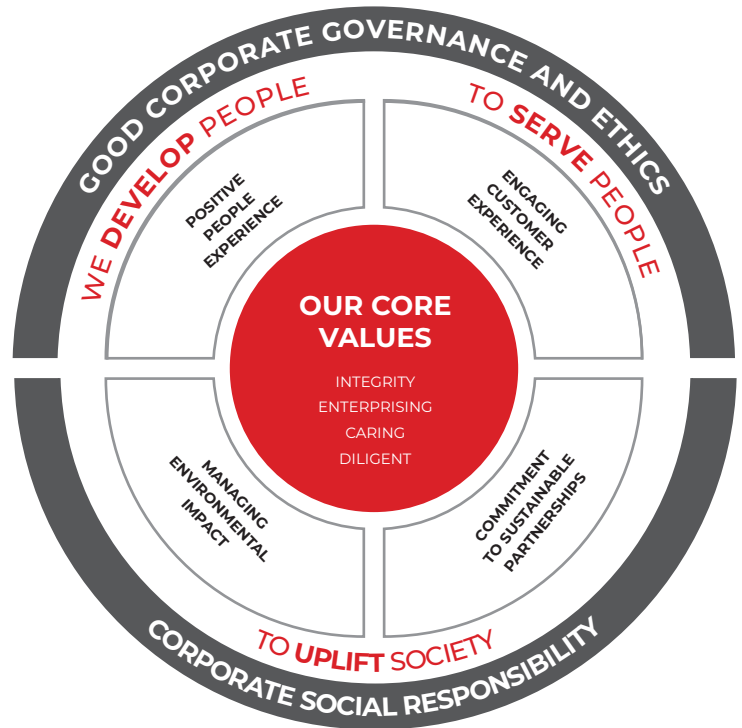 GOOD CORPORATE GOVERNANCE AND ETHICS
WE DEVELOP PEOPLE
TO SERVE PEOPLE
POSITIVE
PEOPLE
EXPERIENCE
ENGAGING
CUSTOMER
EXPERIENCE
OUR CORE
VALUES
INTEGRITY
ENTERPRISING
CARING
DILIGENT
MANAGING
ENVIRONMENTAL
IMPACT
COMMITMENT
TO SUSTAINABLE
PARTNERSHIPS
TO UPLIFT SOCIETY
CORPORATE SOCIAL RESPONSIBILITY